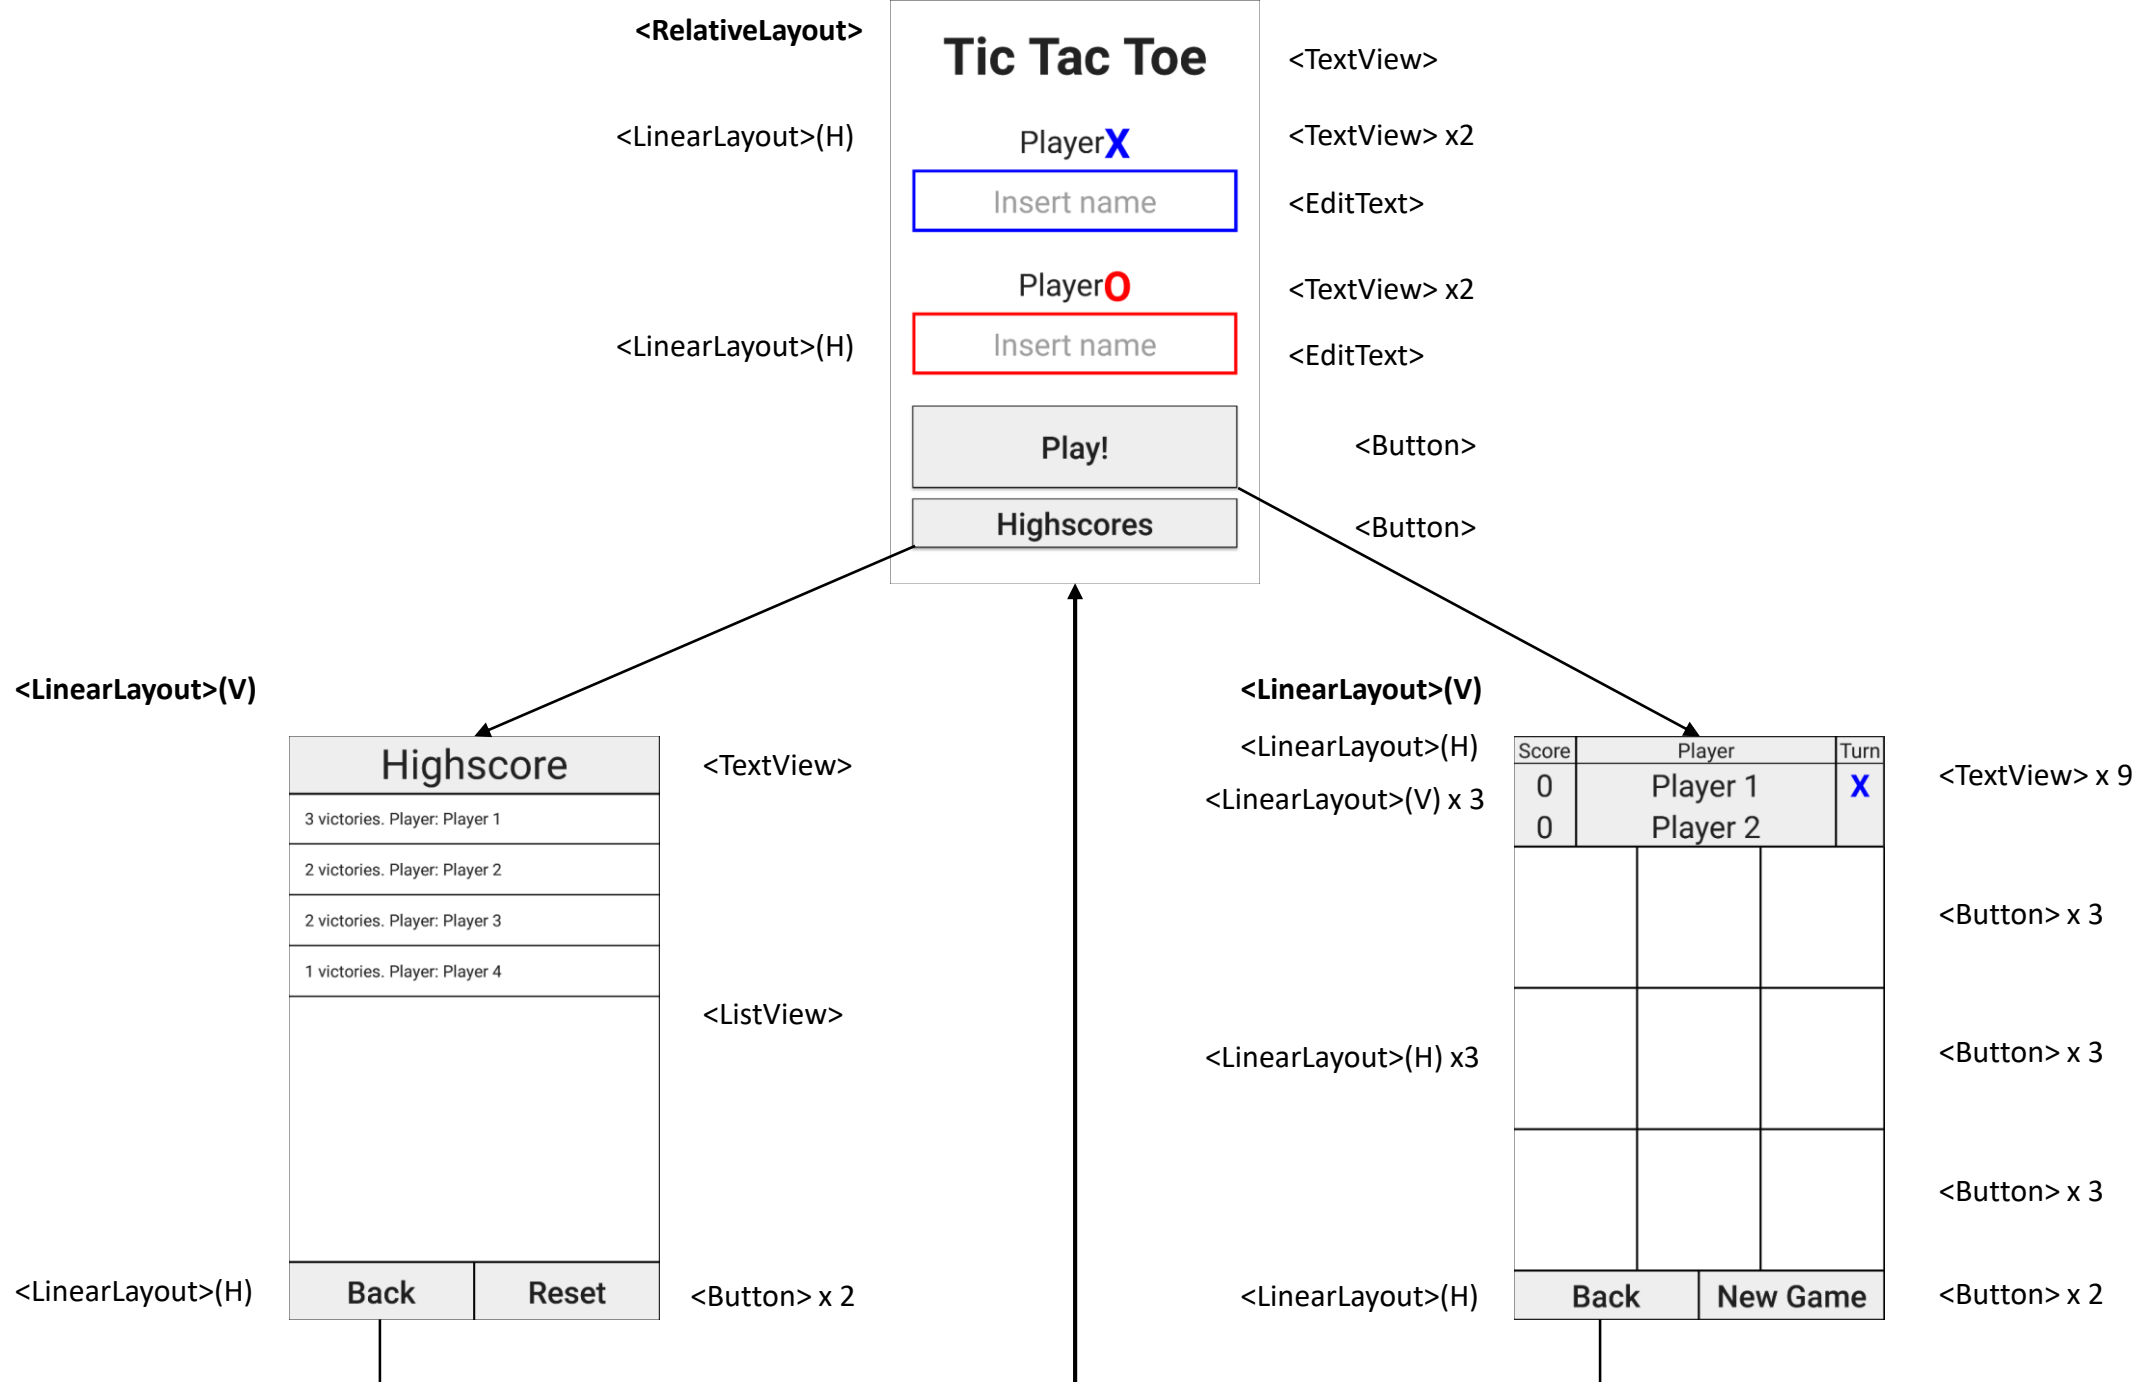 <RelativeLayout>
Tic Tac Toe
<TextView>
<LinearLayout>(H)
PlayerX
<TextView> x2
Insert name
<EditText>
PlayerO
<TextView> x2
<LinearLayout>(H)
Insert name
<EditText>
Play!
<Button>
Highscores
<Button>
<LinearLayout>(V)
Highscore
<TextView>
3 victories. Player: Player 1
2 victories. Player: Player 2
2 victories. Player: Player 3
1 victories. Player: Player 4
<ListView>
<LinearLayout>(H)
Back
Reset
<Button> x 2
<LinearLayout>(V)
<LinearLayout>(H)
<LinearLayout>(V) x 3
Score Player Turn
0 Player 1 X
0 Player 2
<TextView> x 9
<Button> x 3
<LinearLayout>(H) x3
<Button> x 3
<Button> x 3
<LinearLayout>(H)
Back
New Game
<Button> x 2